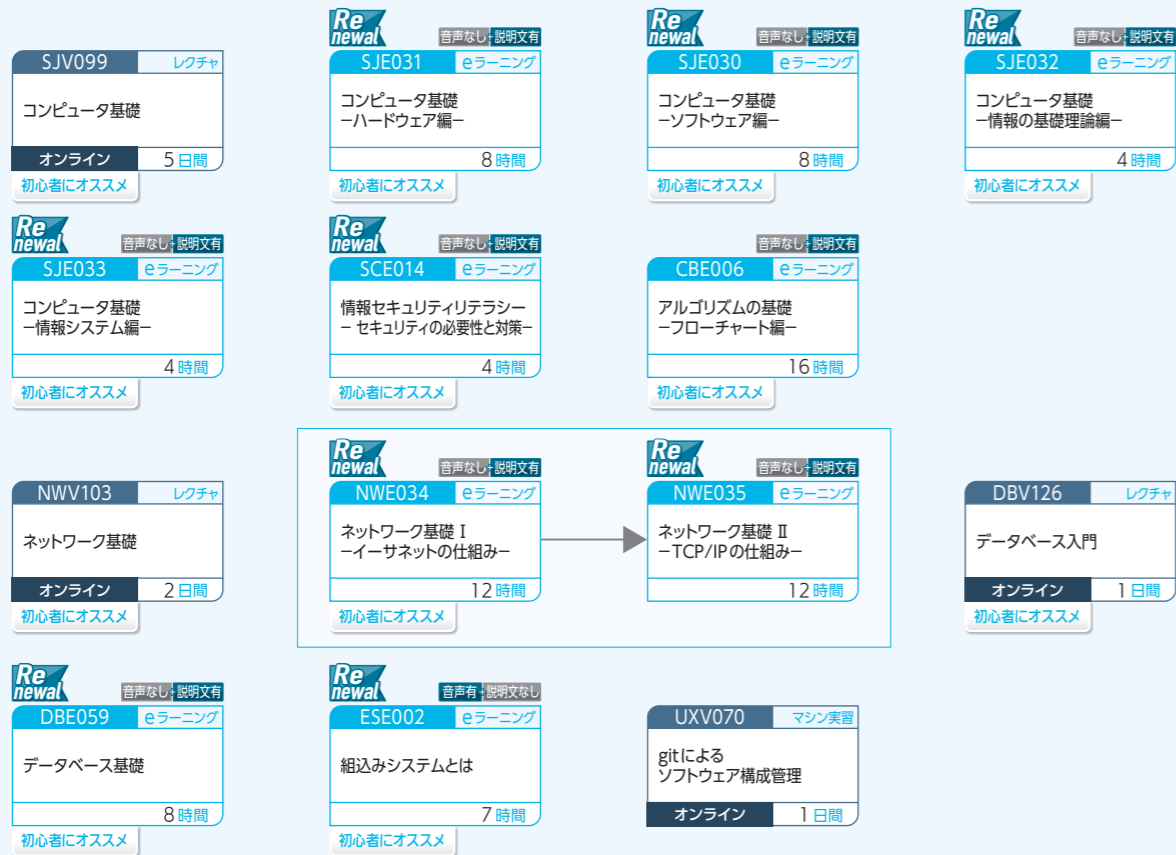 Re
newal
音声なし+説明文有
Re
newal
音声なし+説明文有
Re
newal
音声なし+説明文有
SJV099 レクチャ
コンピュータ基礎
オンライン 5日間
初心者にオススメ
SJE031 eラーニング
コンピュータ基礎
−ハードウェア編−
8時間
初心者にオススメ
SJE030 eラーニング
コンピュータ基礎
−ソフトウェア編−
8時間
初心者にオススメ
SJE032 eラーニング
コンピュータ基礎
−情報の基礎理論編−
4時間
初心者にオススメ
Re
newal
音声なし+説明文有
SJE033 eラーニング
コンピュータ基礎
−情報システム編−
4時間
初心者にオススメ
Re
newal
音声なし+説明文有
SCE014 eラーニング
情報セキュリティリテラシー
− セキュリティの必要性と対策−
4時間
初心者にオススメ
音声なし+説明文有
CBE006 eラーニング
アルゴリズムの基礎
−フローチャート編−
16時間
初心者にオススメ
NWV103 レクチャ
ネットワーク基礎
オンライン 2日間
初心者にオススメ
Re
newal
音声なし+説明文有
NWE034 eラーニング
ネットワーク基礎 Ⅰ
−イーサネットの仕組み−
12時間
初心者にオススメ
Re
newal
音声なし+説明文有
NWE035 eラーニング
ネットワーク基礎 Ⅱ
−TCP/IPの仕組み−
12時間
DBV126 レクチャ
データベース入門
オンライン 1日間
初心者にオススメ
Re
newal
音声なし+説明文有
DBE059 eラーニング
データベース基礎
8時間
初心者にオススメ
Re
newal
音声有+説明文なし
ESE002 eラーニング
組込みシステムとは
7時間
初心者にオススメ
UXV070 マシン実習
gitによる
ソフトウェア構成管理
オンライン 1日間